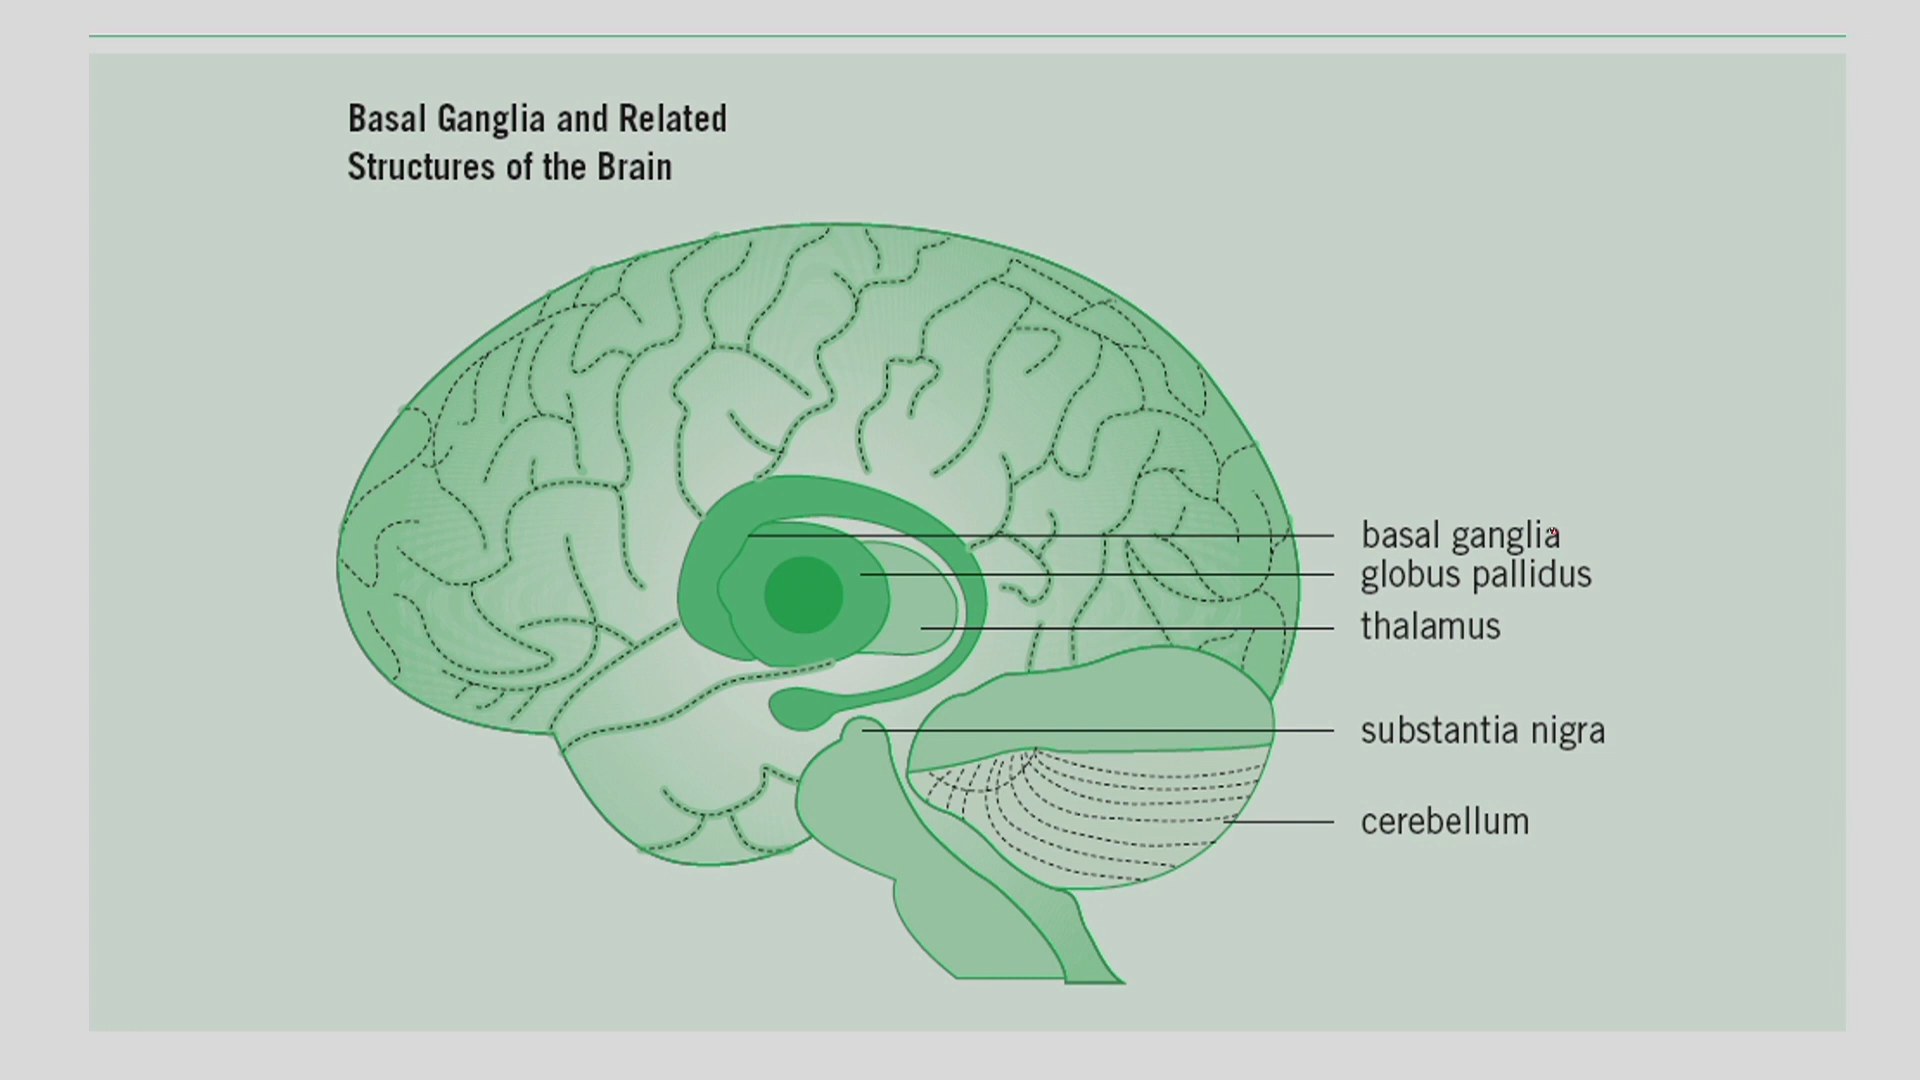 Basal Ganglia and Related
Structures of the Brain
basal ganglia
globus pallidus
thalamus
substantia nigra
cerebellum